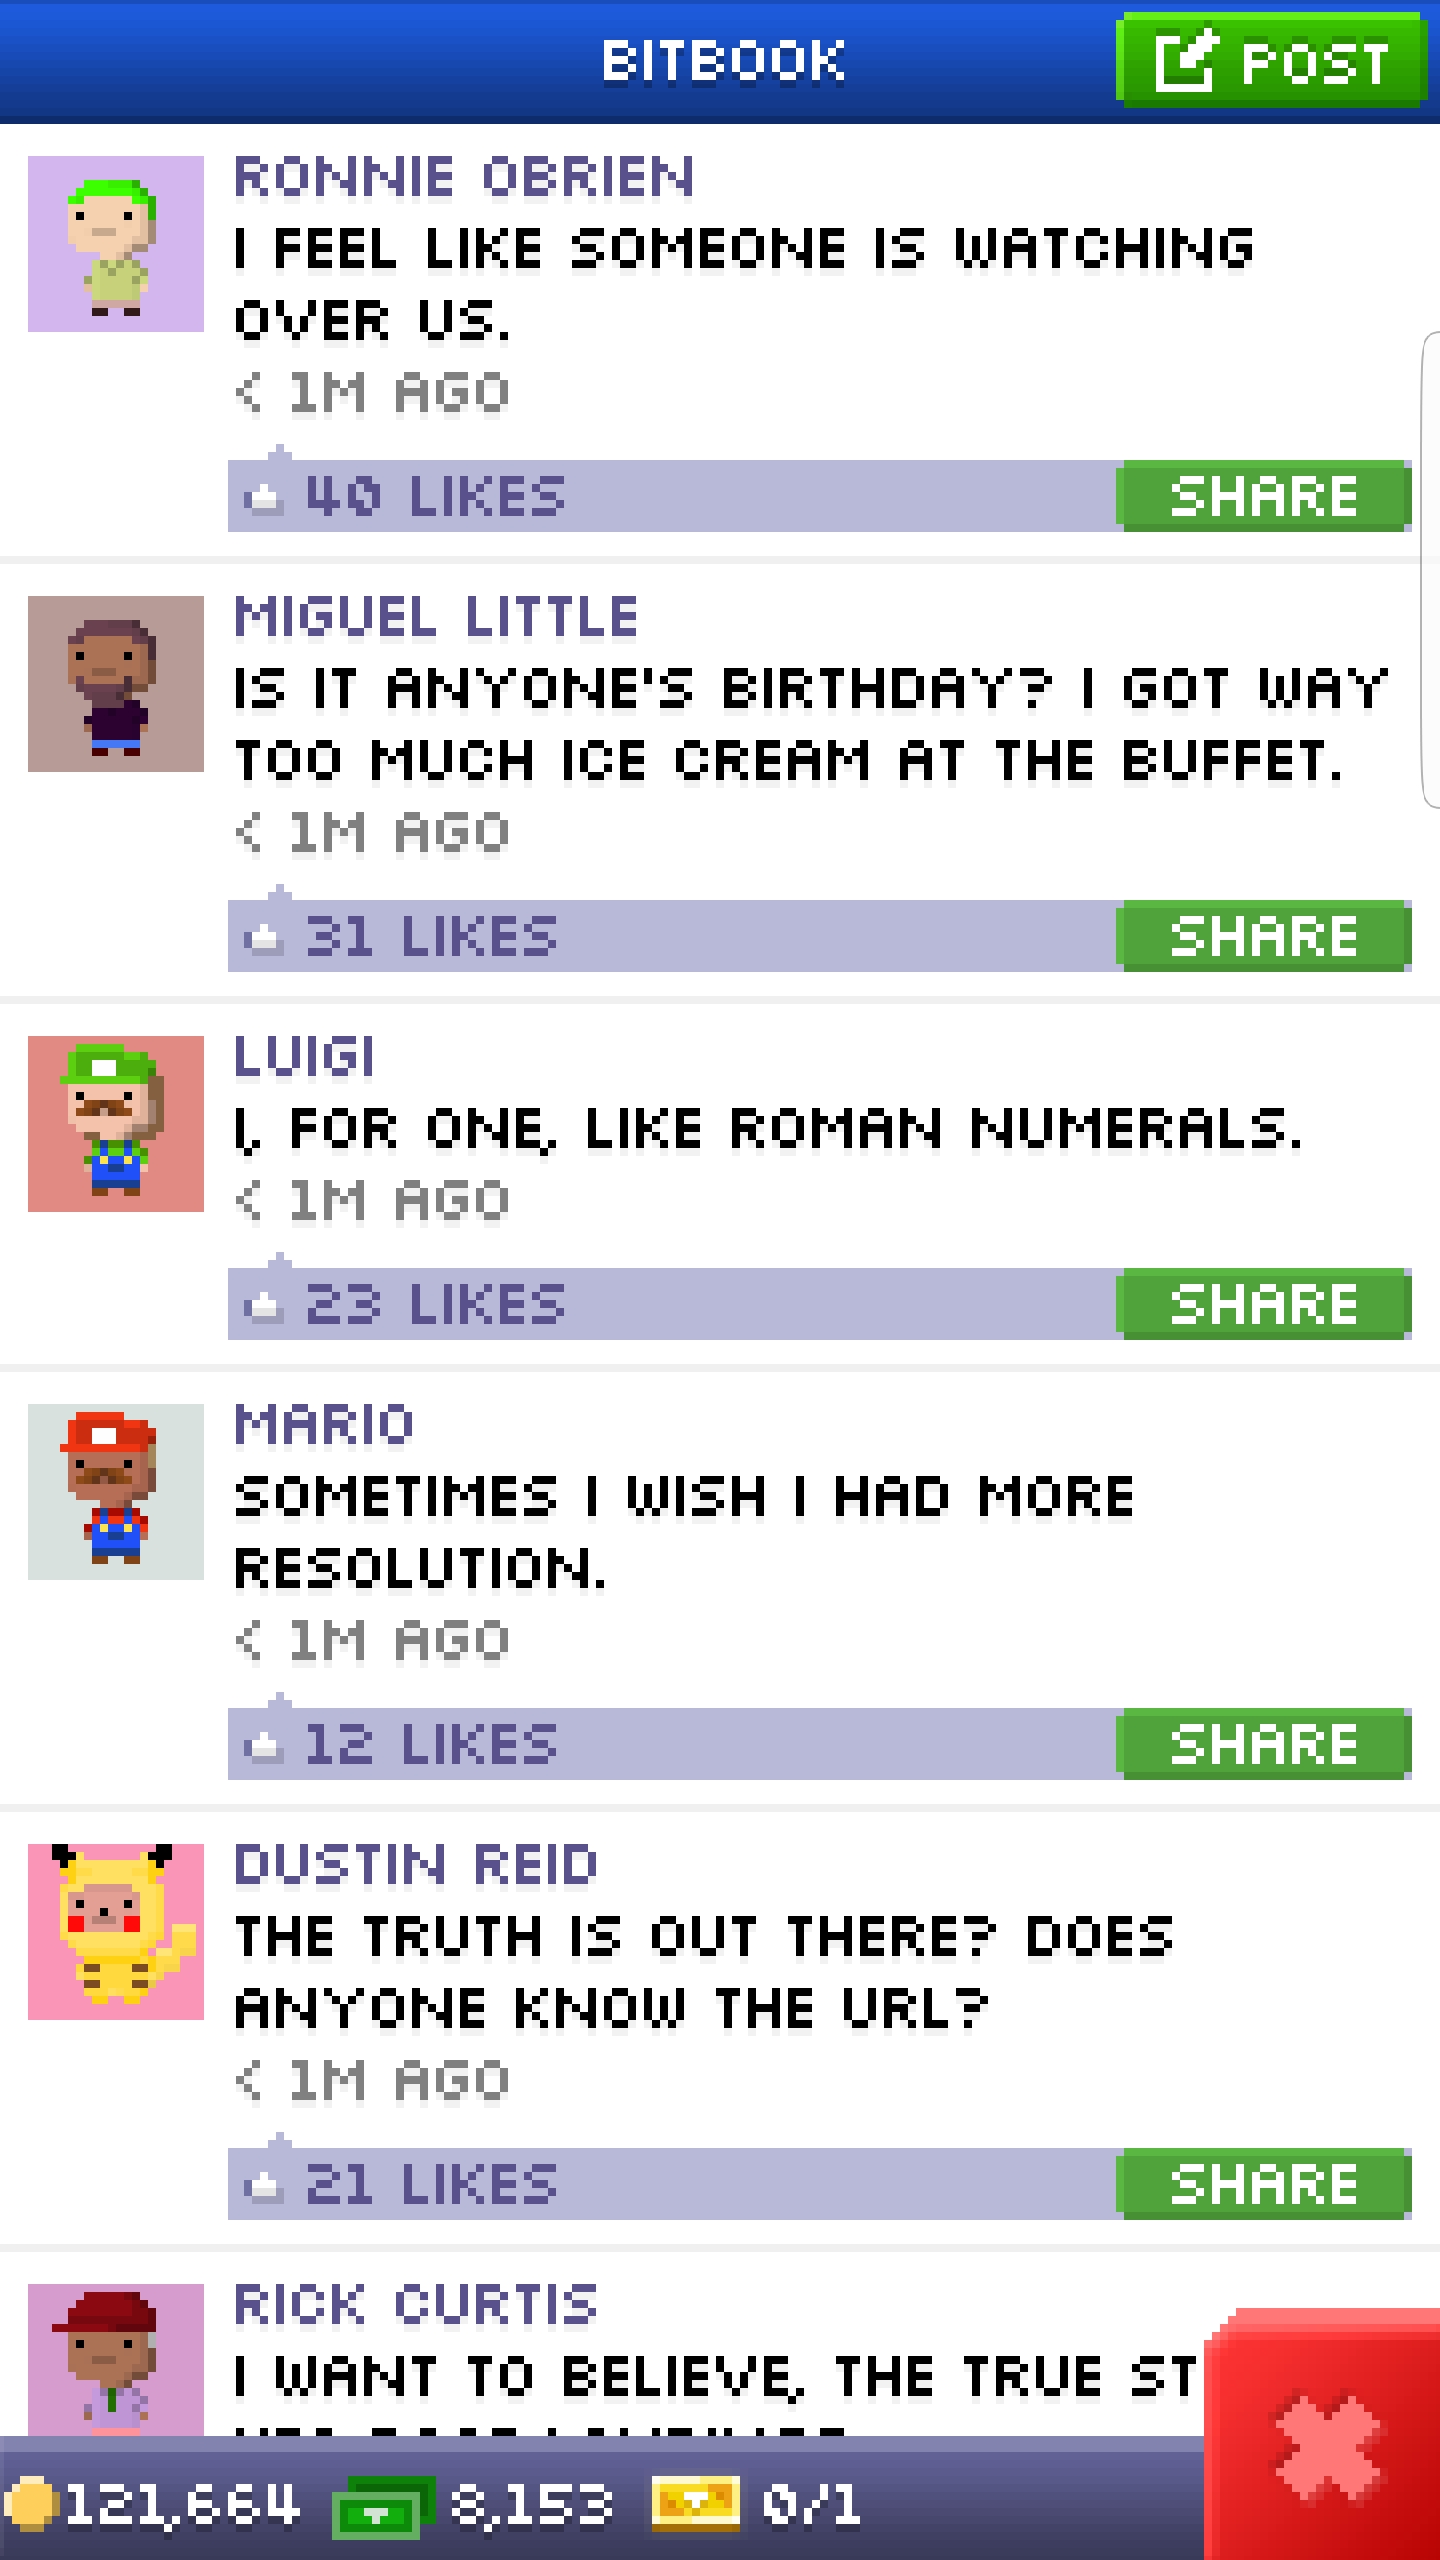 BITBOOK
POST
RONNIE OBRIEN
I FEEL LIKE SOMEONE IS WATCHING
OVER US.
< 1M AGO
40 LIKES
SHARE
MIGUEL LITTLE
IS IT ANYONE'S BIRTHDAY? I GOT WAY
TOO MUCH ICE CREAM AT THE BUFFET.
< 1M AGO
31 LIKES
SHARE
LUIGI
I, FOR ONE, LIKE ROMAN NUMERALS.
< 1M AGO
23 LIKES
SHARE
MARIO
SOMETIMES I WISH I HAD MORE
RESOLUTION.
< 1M AGO
12 LIKES
SHARE
DUSTIN REID
THE TRUTH IS OUT THERE? DOES
ANYONE KNOW THE URL?
< 1M AGO
21 LIKES
SHARE
RICK CURTIS
I WANT TO BELIEVE, THE TRUE ST
121,664 8,153 0/1